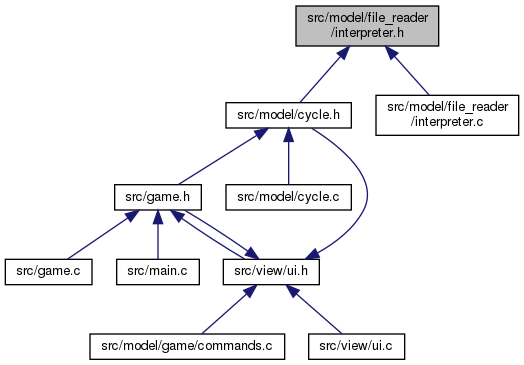 src/model/file_reader
/interpreter.h
src/model/cycle.h
src/model/file_reader
/interpreter.c
src/game.h
src/model/cycle.c
src/game.c
src/main.c
src/view/ui.h
src/model/game/commands.c
src/view/ui.c